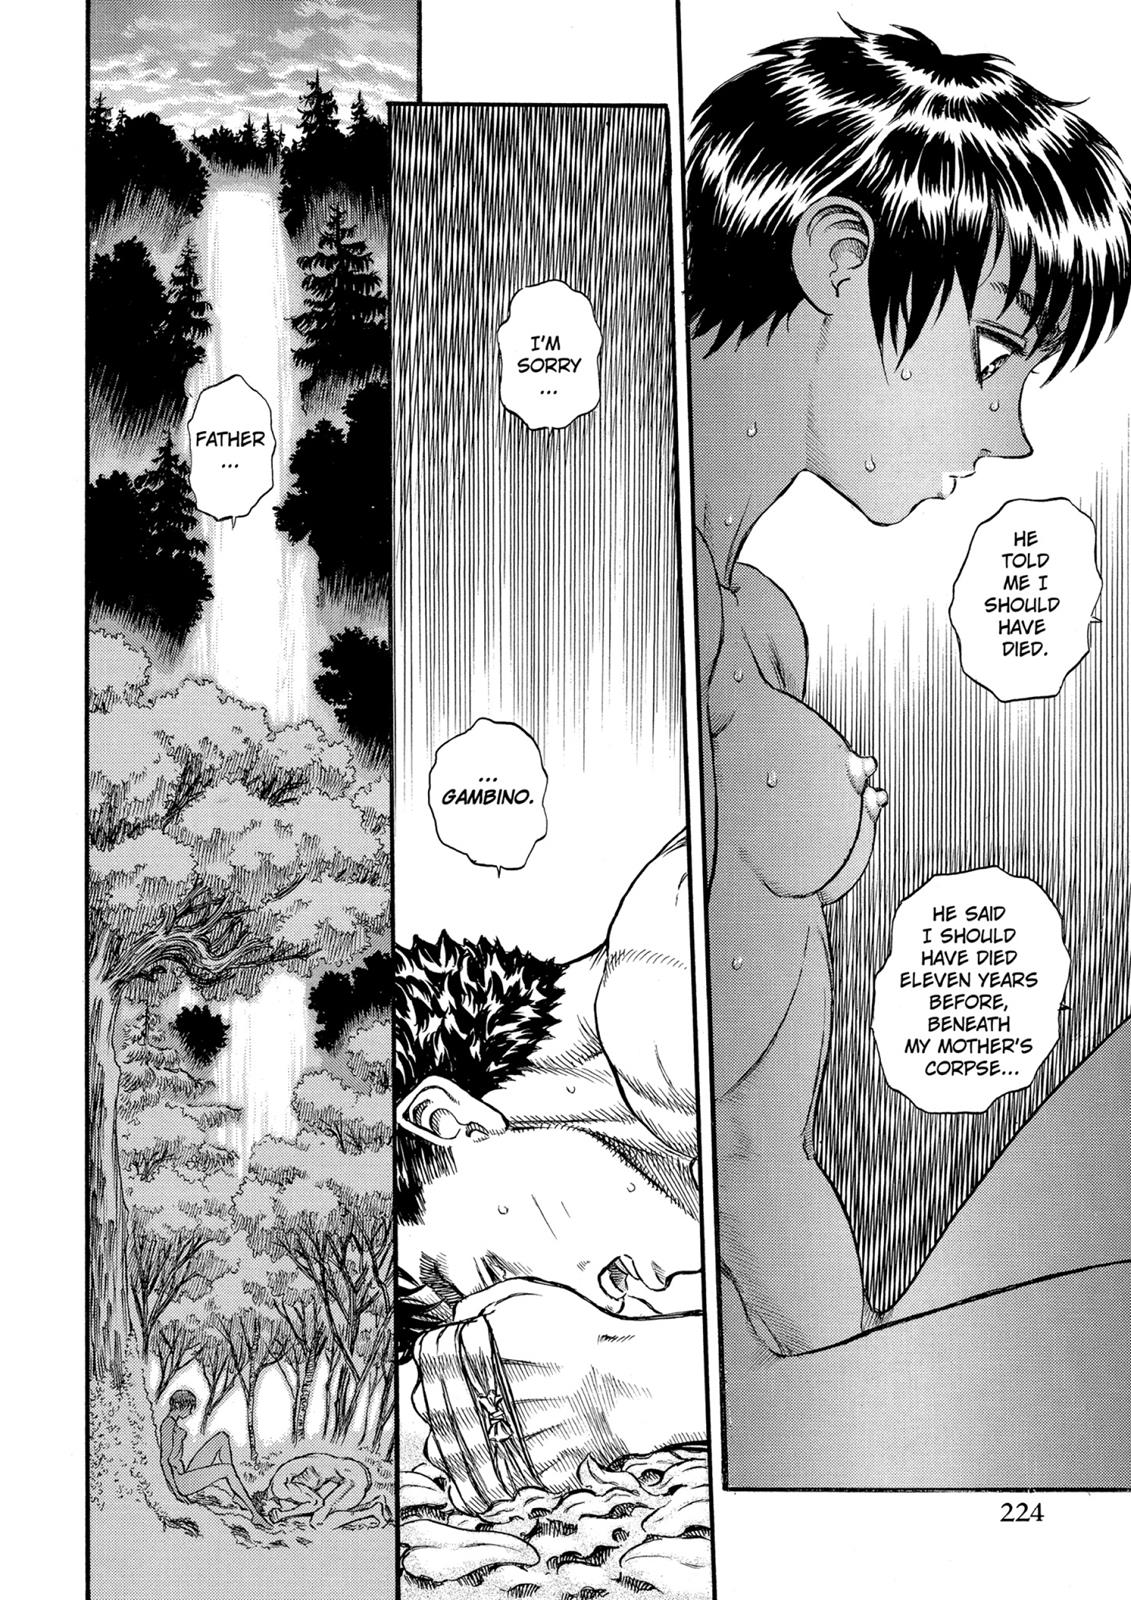 HE
TOLD
ME I
SHOULD
HAVE
DIED.
HE SAID
I SHOULD
HAVE DIED
ELEVEN YEARS
BEFORE,
BENEATH
MY MOTHER'S
CORPSE...
I'M
SORRY
...
...
GAMBINO.
FATHER
...
224